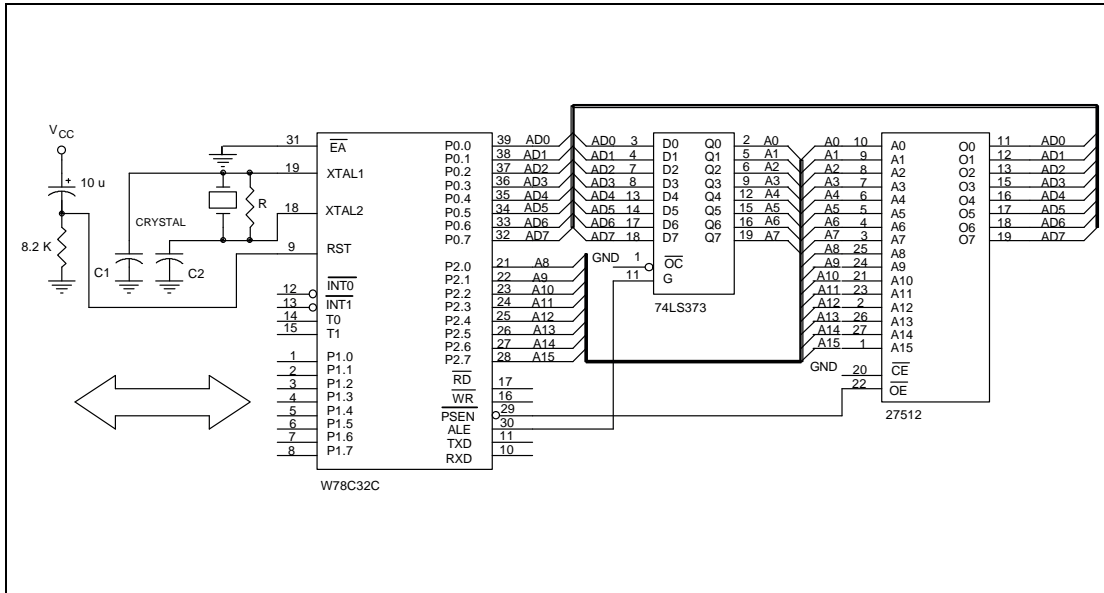 VCC
10 u
8.2 K
CRYSTAL
C1
C2
R
31 EA P0.0 39 AD0
P0.1 38 AD1
19 XTAL1 P0.2 37 AD2
P0.3 36 AD3
P0.4 35 AD4
18 XTAL2 P0.5 34 AD5
P0.6 33 AD6
P0.7 32 AD7
9 RST
P2.0 21 A8
P2.1 22 A9
12 INT0 P2.2 23 A10
13 INT1 P2.3 24 A11
14 T0 P2.4 25 A12
15 T1 P2.5 26 A13
P2.6 27 A14
1 P1.0 P2.7 28 A15
2 P1.1 RD 17
3 P1.2 WR 16
4 P1.3 PSEN 29
5 P1.4 ALE 30
6 P1.5 TXD 11
7 P1.6 RXD 10
8 P1.7
W78C32C
AD0 3 D0 Q0 2 A0
AD1 4 D1 Q1 5 A1
AD2 7 D2 Q2 6 A2
AD3 8 D3 Q3 9 A3
AD4 13 D4 Q4 12 A4
AD5 14 D5 Q5 15 A5
AD6 17 D6 Q6 16 A6
AD7 18 D7 Q7 19 A7
GND 1 OC
11 G
74LS373
A0 10 A0 O0 11 AD0
A1 9 A1 O1 12 AD1
A2 8 A2 O2 13 AD2
A3 7 A3 O3 15 AD3
A4 6 A4 O4 16 AD4
A5 5 A5 O5 17 AD5
A6 4 A6 O6 18 AD6
A7 3 A7 O7 19 AD7
A8 25 A8
A9 24 A9
A10 21 A10
A11 23 A11
A12 2 A12
A13 26 A13
A14 27 A14
A15 1 A15
GND 20 CE
22 OE
27512